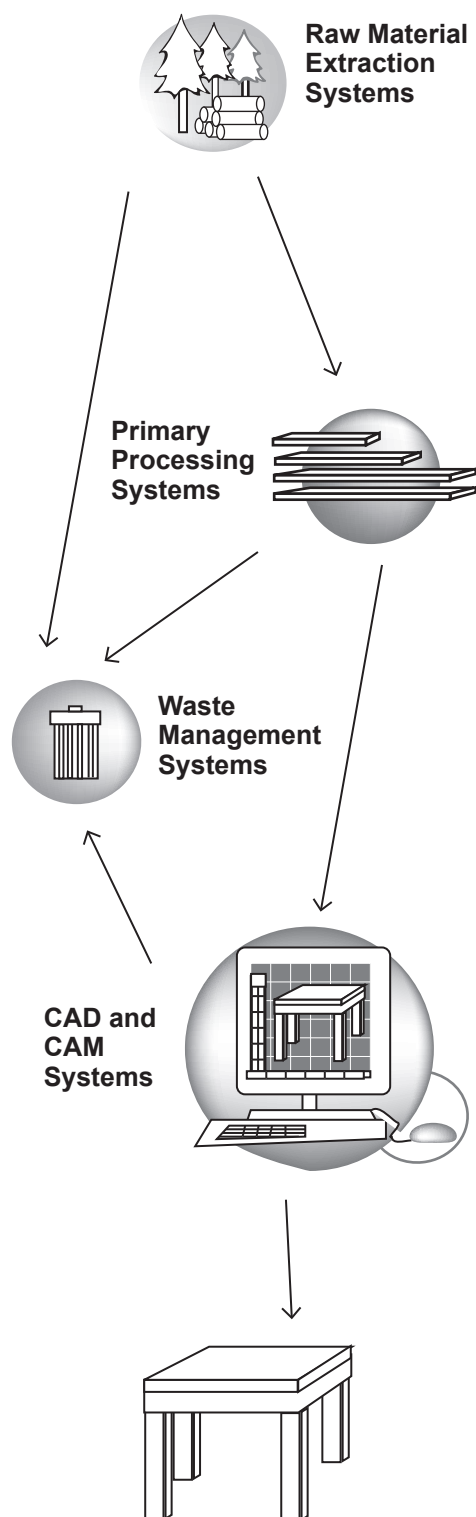 Raw Material
Extraction
Systems
Primary
Processing
Systems
Waste
Management
Systems
CAD and
CAM
Systems